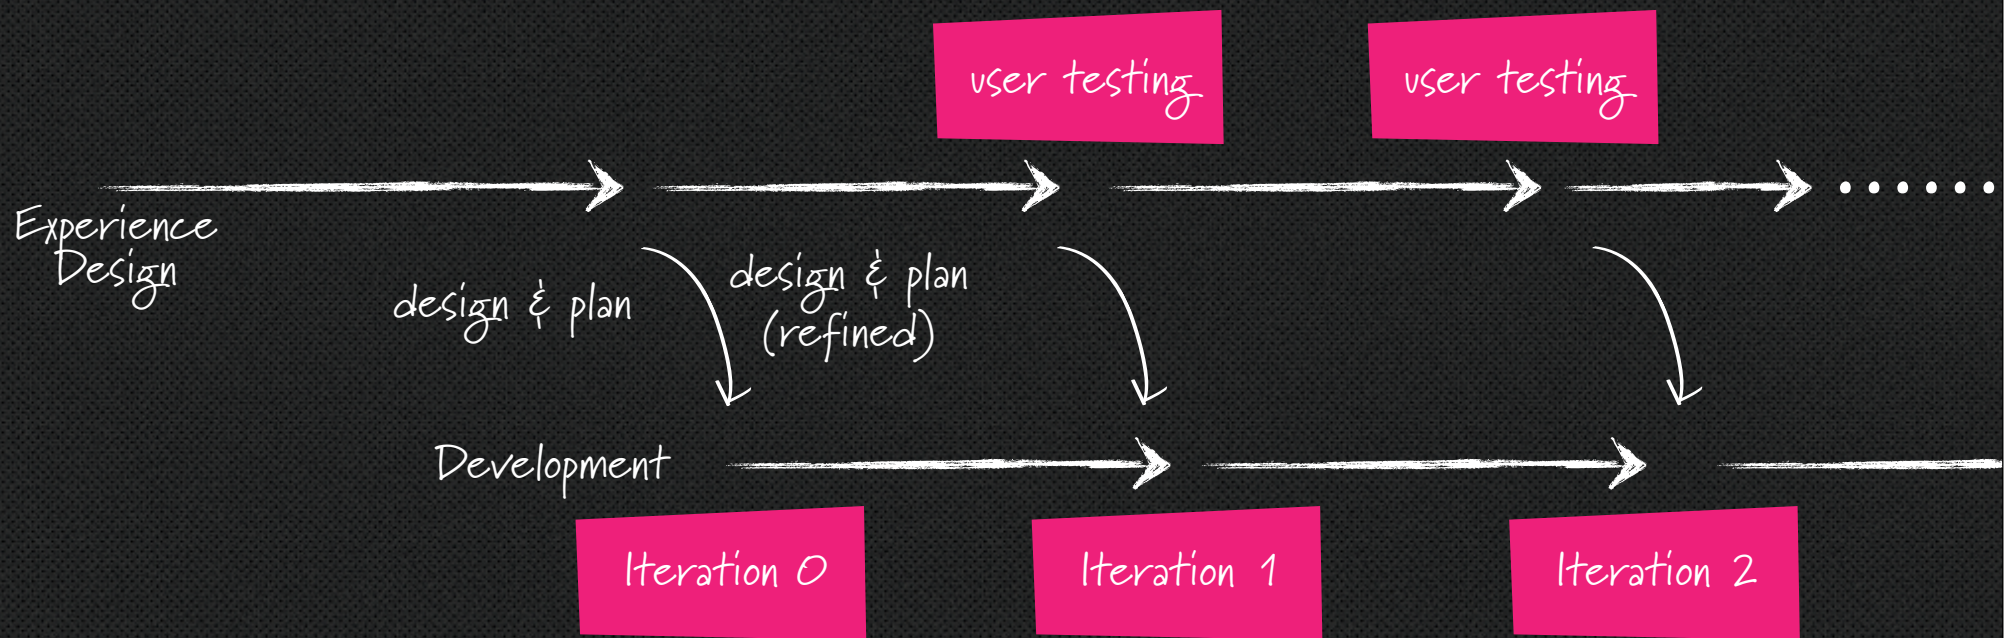 user testing
user testing
Experience
Design
design & plan
design & plan
(refined)
Development
Iteration 0
Iteration 1
Iteration 2